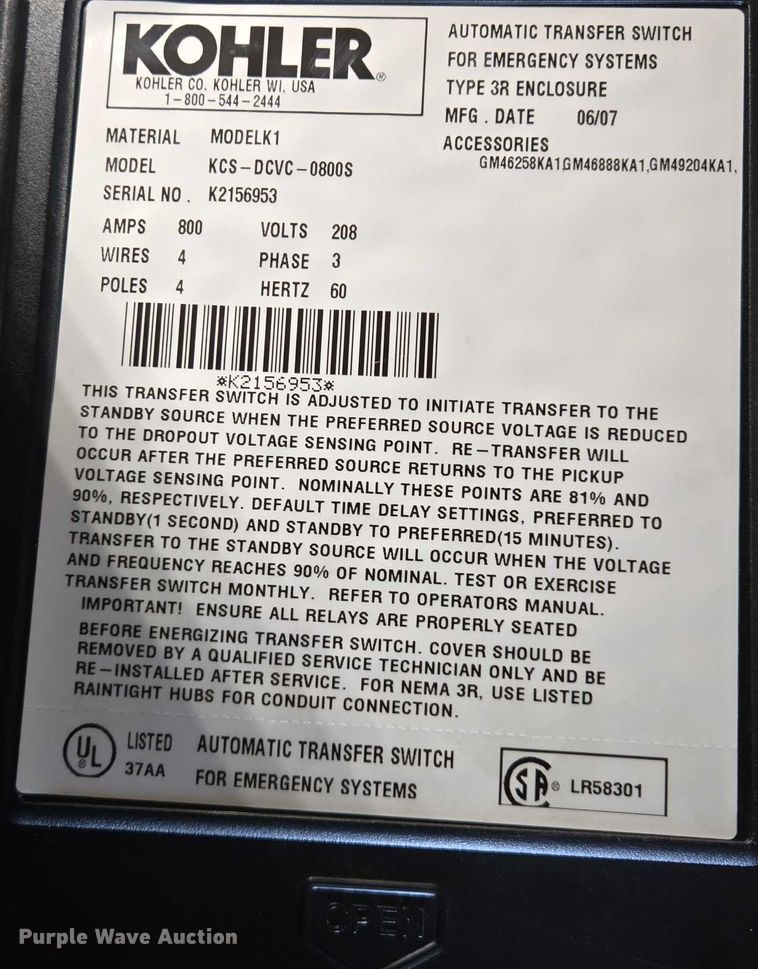 KOHLER®
KOHLER CO. KOHLER WI, USA
1-800-544-2444
AUTOMATIC TRANSFER SWITCH
FOR EMERGENCY SYSTEMS
TYPE 3R ENCLOSURE
MFG . DATE 06/07
ACCESSORIES
GM46258KA1,GM46888KA1,GM49204KA1,
MATERIAL MODELK1
MODEL KCS-DCVC-0800S
SERIAL NO . K2156953
AMPS 800 VOLTS 208
WIRES 4 PHASE 3
POLES 4 HERTZ 60
*K2156953*
THIS TRANSFER SWITCH IS ADJUSTED TO INITIATE TRANSFER TO THE
STANDBY SOURCE WHEN THE PREFERRED SOURCE VOLTAGE IS REDUCED
TO THE DROPOUT VOLTAGE SENSING POINT. RE-TRANSFER WILL
OCCUR AFTER THE PREFERRED SOURCE RETURNS TO THE PICKUP
VOLTAGE SENSING POINT. NOMINALLY THESE POINTS ARE 81% AND
90%, RESPECTIVELY. DEFAULT TIME DELAY SETTINGS, PREFERRED TO
STANDBY(1 SECOND) AND STANDBY TO PREFERRED(15 MINUTES).
TRANSFER TO THE STANDBY SOURCE WILL OCCUR WHEN THE VOLTAGE
AND FREQUENCY REACHES 90% OF NOMINAL. TEST OR EXERCISE
TRANSFER SWITCH MONTHLY. REFER TO OPERATORS MANUAL.
IMPORTANT! ENSURE ALL RELAYS ARE PROPERLY SEATED
BEFORE ENERGIZING TRANSFER SWITCH. COVER SHOULD BE
REMOVED BY A QUALIFIED SERVICE TECHNICIAN ONLY AND BE
RE-INSTALLED AFTER SERVICE. FOR NEMA 3R, USE LISTED
RAINTIGHT HUBS FOR CONDUIT CONNECTION.
UL® LISTED
37AA
AUTOMATIC TRANSFER SWITCH
FOR EMERGENCY SYSTEMS
SA® LR58301
OPEN
Purple Wave Auction